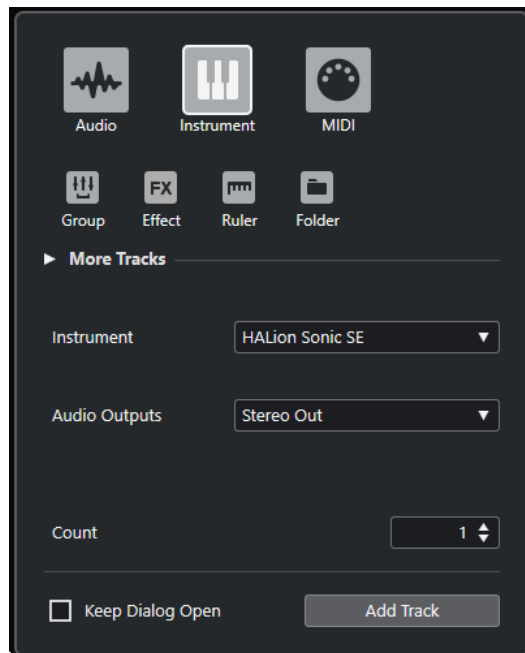 Audio Instrument MIDI
FX
Group Effect Ruler Folder
More Tracks
Instrument HALion Sonic SE
Audio Outputs Stereo Out
Count 1
Keep Dialog Open Add Track